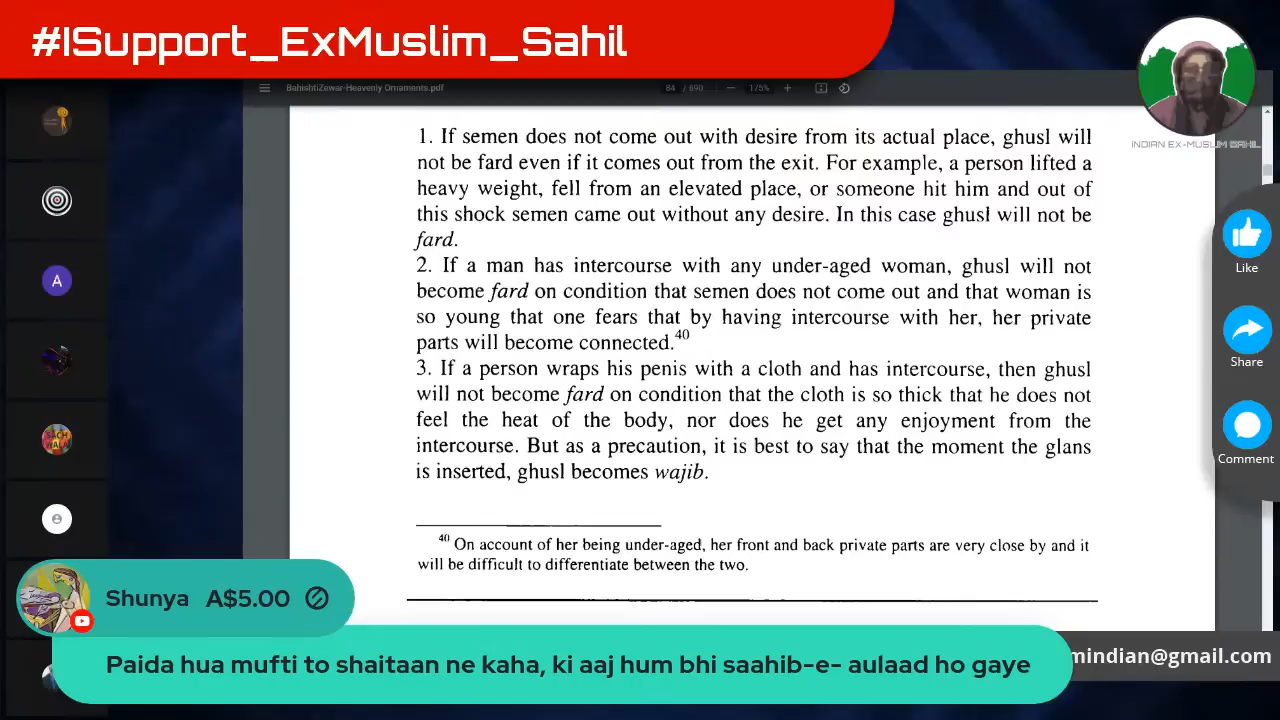 #ISupport_ExMuslim_Sahil
BahishtiZewar-Heavenly Ornaments.pdf
84 / 690
175%
INDIAN EX-MUSLIM SAHIL
1. If semen does not come out with desire from its actual place, ghusl will
not be fard even if it comes out from the exit. For example, a person lifted a
heavy weight, fell from an elevated place, or someone hit him and out of
this shock semen came out without any desire. In this case ghusl will not be
fard.
2. If a man has intercourse with any under-aged woman, ghusl will not
become fard on condition that semen does not come out and that woman is
so young that one fears that by having intercourse with her, her private
parts will become connected.40
3. If a person wraps his penis with a cloth and has intercourse, then ghusl
will not become fard on condition that the cloth is so thick that he does not
feel the heat of the body, nor does he get any enjoyment from the
intercourse. But as a precaution, it is best to say that the moment the glans
is inserted, ghusl becomes wajib.
40 On account of her being under-aged, her front and back private parts are very close by and it
will be difficult to differentiate between the two.
Like
Share
Comment
A
SACH
WALA
Shunya A$5.00
Paida hua mufti to shaitaan ne kaha, ki aaj hum bhi saahib-e- aulaad ho gaye
mindian@gmail.com